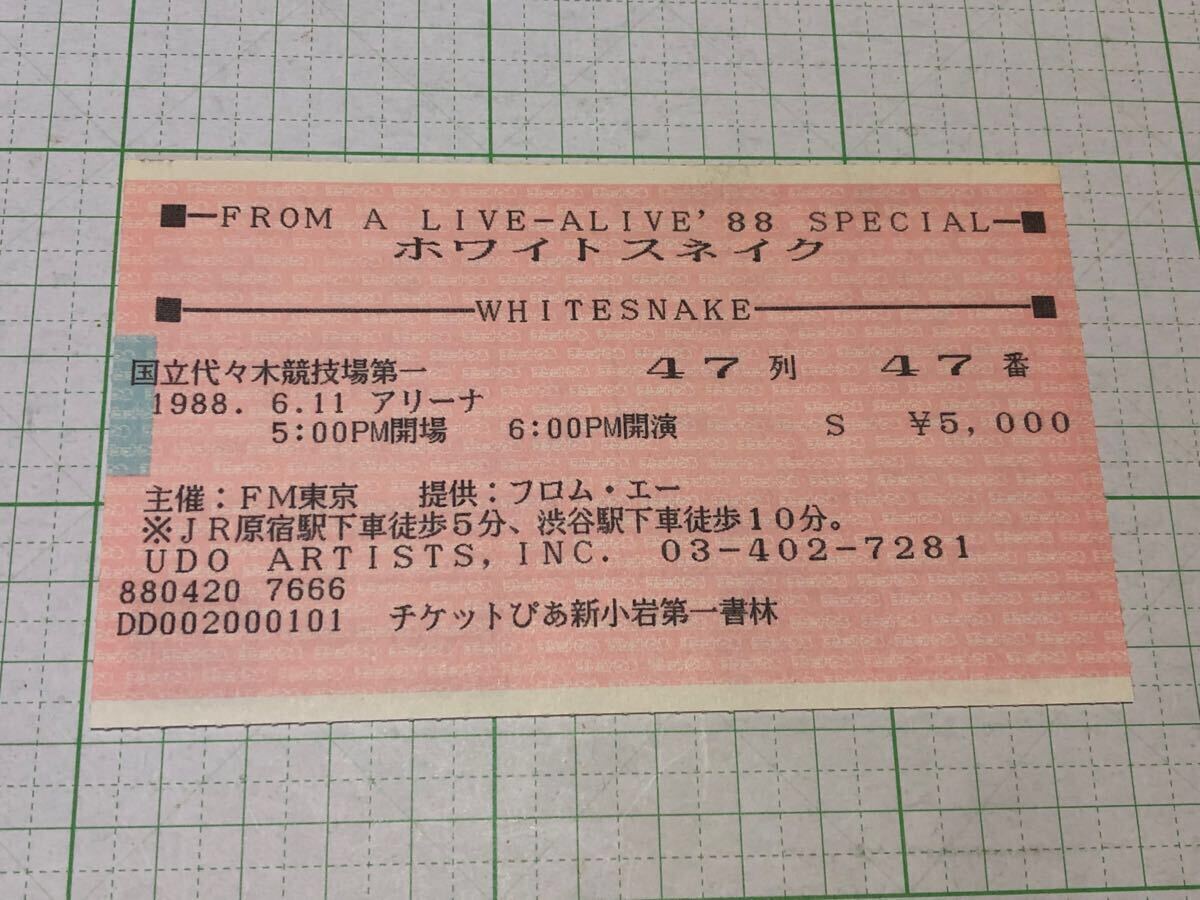 ■—FROM A LIVE−ALIVE'88 SPECIAL—■
ホワイトスネイク
■—WHITESNAKE—■
国立代々木競技場第一 47列 47番
1988. 6.11 アリーナ
5:00PM開場 6:00PM開演 S ¥5,000
主催:FM東京 提供:フロム・エー
※JR原宿駅下車徒歩5分、渋谷駅下車徒歩10分。
UDO ARTISTS,INC. 03−402−7281
880420 7666
DD002000101 チケットぴあ新小岩第一書林